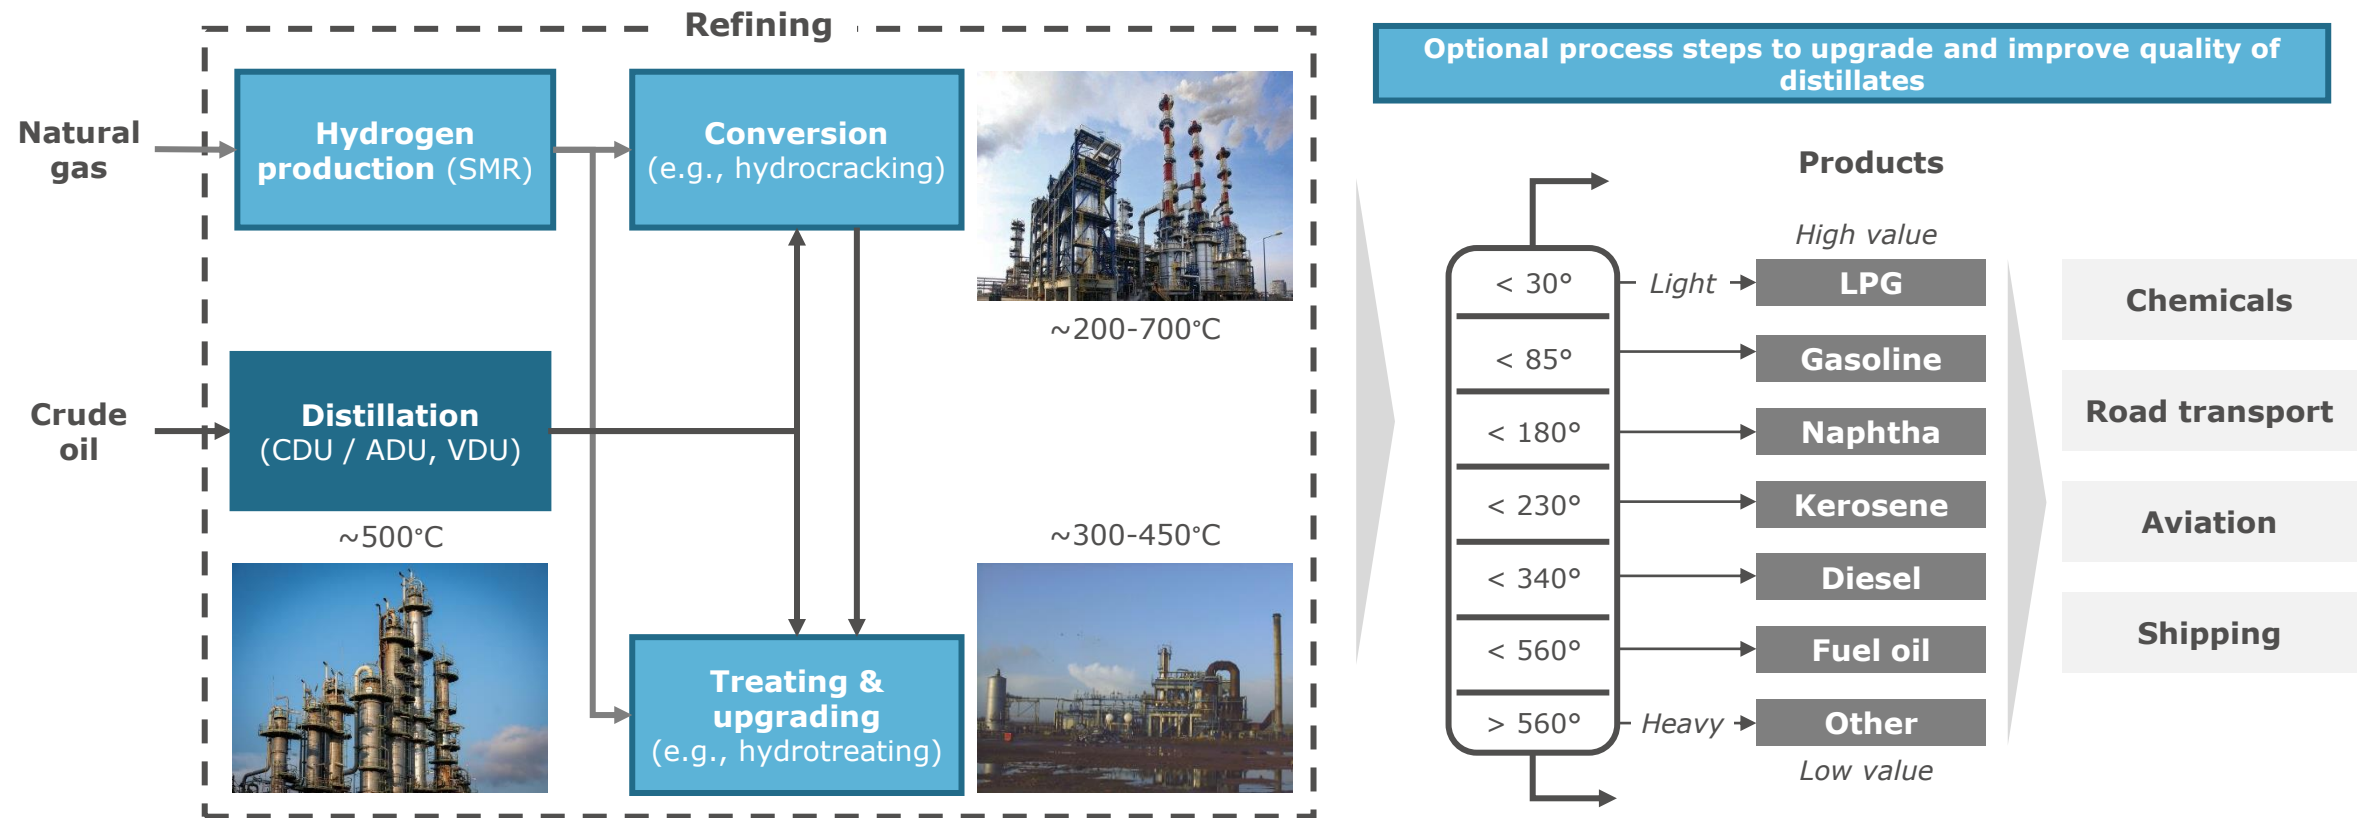 Refining
Optional process steps to upgrade and improve quality of
distillates
Natural
gas
Hydrogen
production (SMR)
Conversion
(e.g., hydrocracking)
~200-700°C
Crude
oil
Distillation
(CDU / ADU, VDU)
~500°C
~300-450°C
Treating &
upgrading
(e.g., hydrotreating)
Products
High value
< 30°
Light
LPG
< 85°
Gasoline
< 180°
Naphtha
< 230°
Kerosene
< 340°
Diesel
< 560°
Fuel oil
> 560°
Heavy
Other
Low value
Chemicals
Road transport
Aviation
Shipping